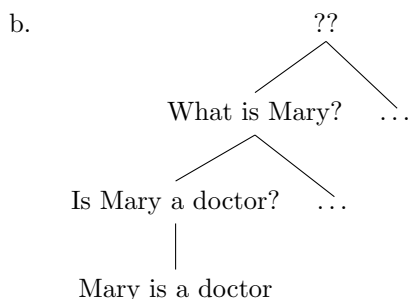 b.
??
What is Mary? ...
Is Mary a doctor? ...
Mary is a doctor